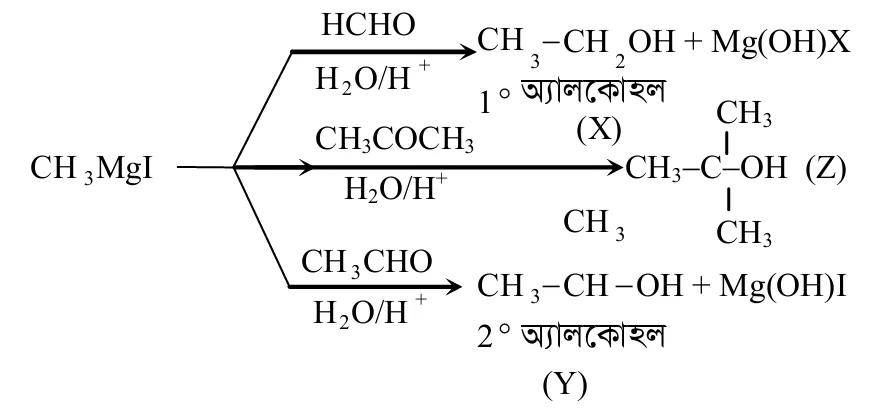 HCHO
H₂O/H⁺
CH₃–CH₂OH + Mg(OH)X
1° অ্যালকোহল
(X)
CH₃MgI
CH₃COCH₃
H₂O/H⁺
CH₃
CH₃–C–OH (Z)
CH₃
CH₃
CH₃CHO
H₂O/H⁺
CH₃–CH–OH + Mg(OH)I
2° অ্যালকোহল
(Y)